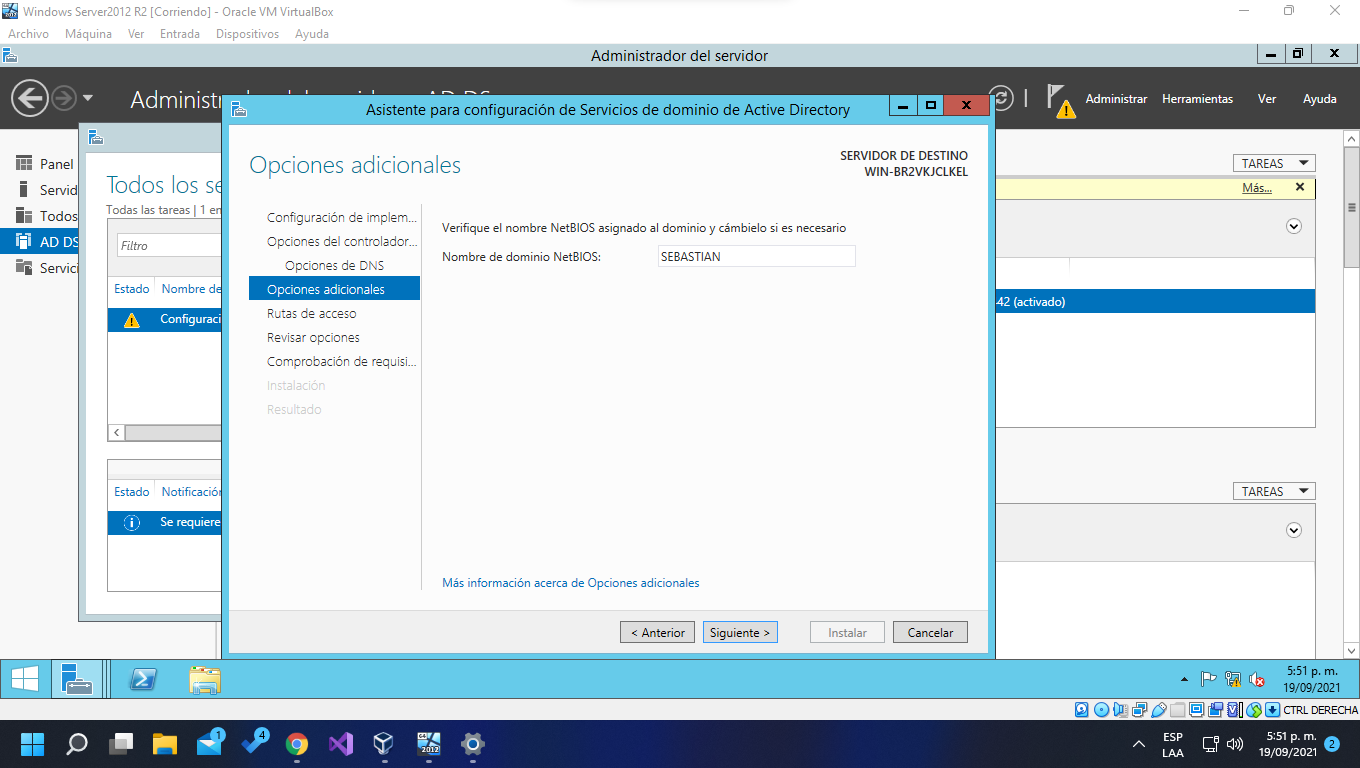 Windows Server2012 R2 [Corriendo] - Oracle VM VirtualBox
Archivo Máquina Ver Entrada Dispositivos Ayuda
Administrador del servidor
Administrar Herramientas Ver Ayuda
Asistente para configuración de Servicios de dominio de Active Directory
Panel
Servid
Todos
AD DS
Servici
Todos los se
Todas las tareas | 1 en
Filtro
Estado Nombre de
Configuraci
Estado Notificación
Se requiere
Opciones adicionales
SERVIDOR DE DESTINO
WIN-BR2VKJCLKEL
Configuración de implem...
Opciones del controlador...
Opciones de DNS
Opciones adicionales
Rutas de acceso
Revisar opciones
Comprobación de requisi...
Instalación
Resultado
Verifique el nombre NetBIOS asignado al dominio y cámbielo si es necesario
Nombre de dominio NetBIOS: SEBASTIAN
Más información acerca de Opciones adicionales
< Anterior Siguiente > Instalar Cancelar
TAREAS
Más...
42 (activado)
TAREAS
5:51 p. m.
19/09/2021
CTRL DERECHA
1
4
2012
ESP
LAA
5:51 p. m.
19/09/2021
2